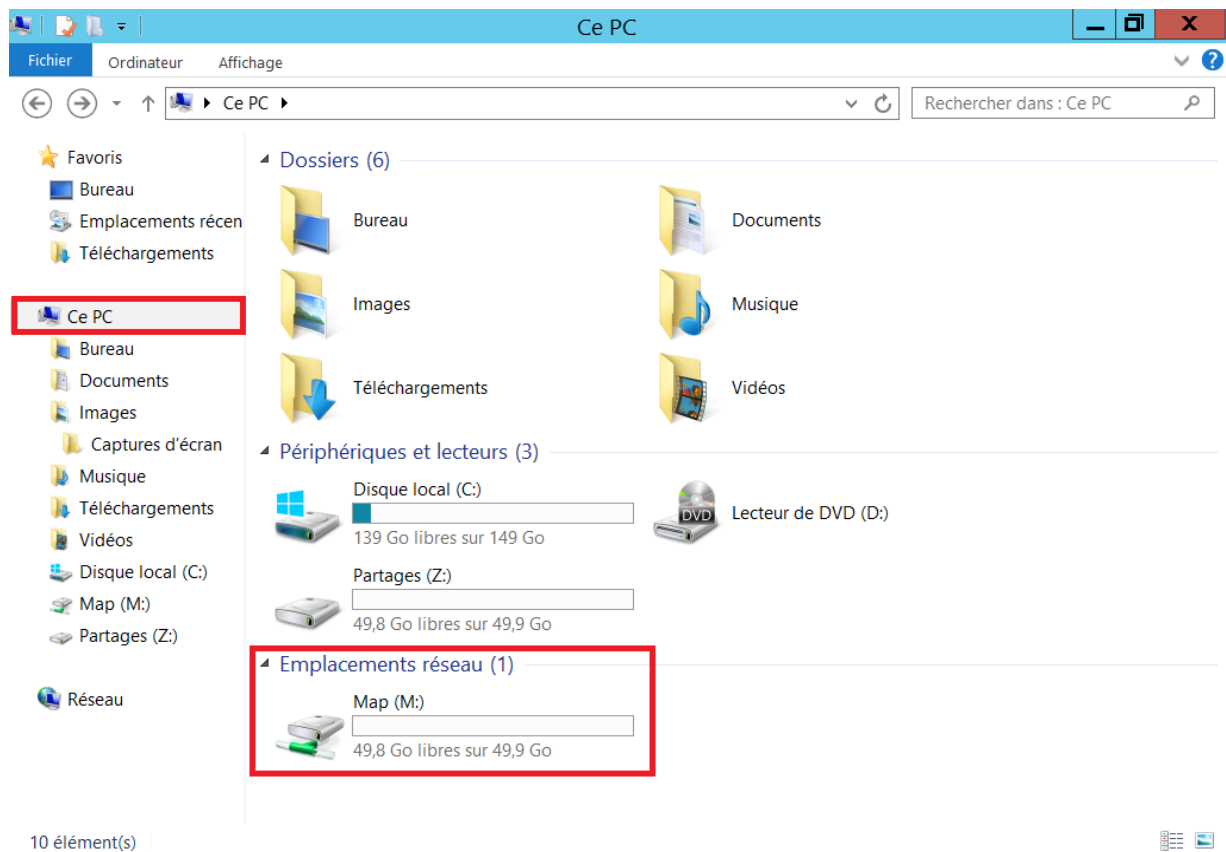 Ce PC
Fichier Ordinateur Affichage
Ce PC
Rechercher dans : Ce PC
Favoris
Bureau
Emplacements récen
Téléchargements
Ce PC
Bureau
Documents
Images
Captures d'écran
Musique
Téléchargements
Vidéos
Disque local (C:)
Map (M:)
Partages (Z:)
Réseau
Dossiers (6)
Bureau
Documents
Images
Musique
Téléchargements
Vidéos
Périphériques et lecteurs (3)
Disque local (C:)
139 Go libres sur 149 Go
DVD
Lecteur de DVD (D:)
Partages (Z:)
49,8 Go libres sur 49,9 Go
Emplacements réseau (1)
Map (M:)
49,8 Go libres sur 49,9 Go
10 élément(s)